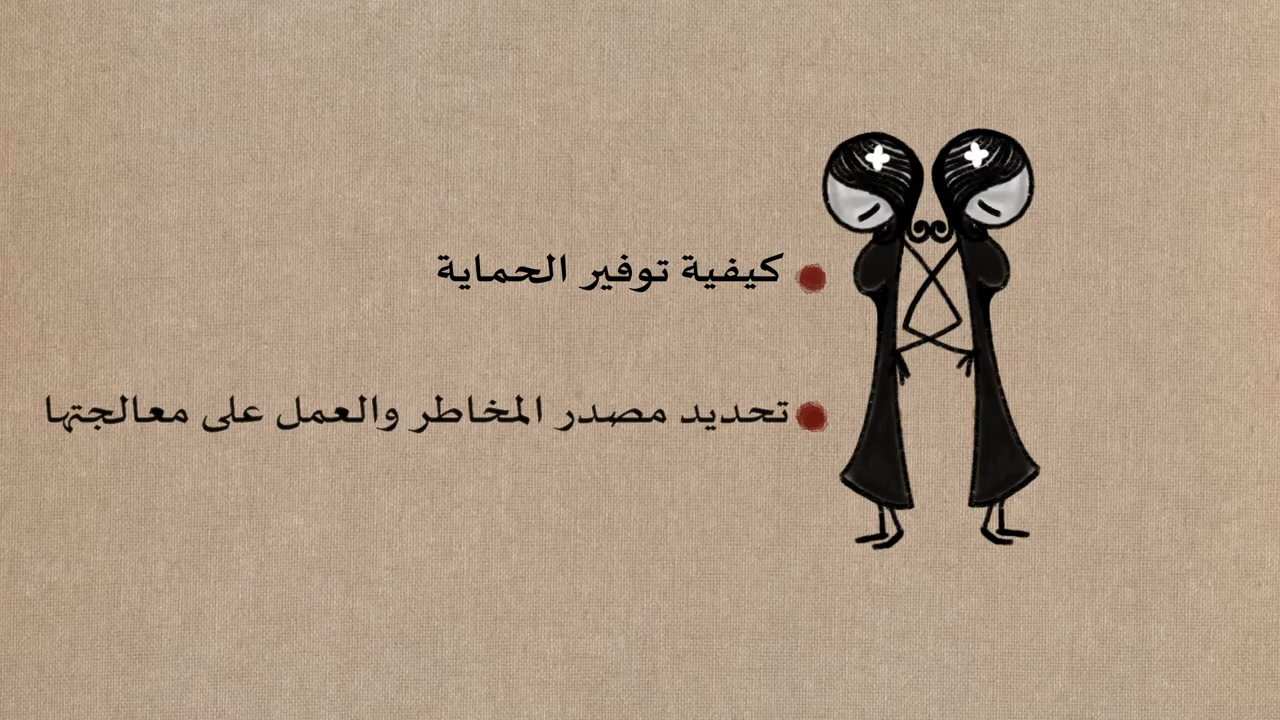 كيفية توفير الحماية
تحديد مصدر المخاطر والعمل على معالجتها